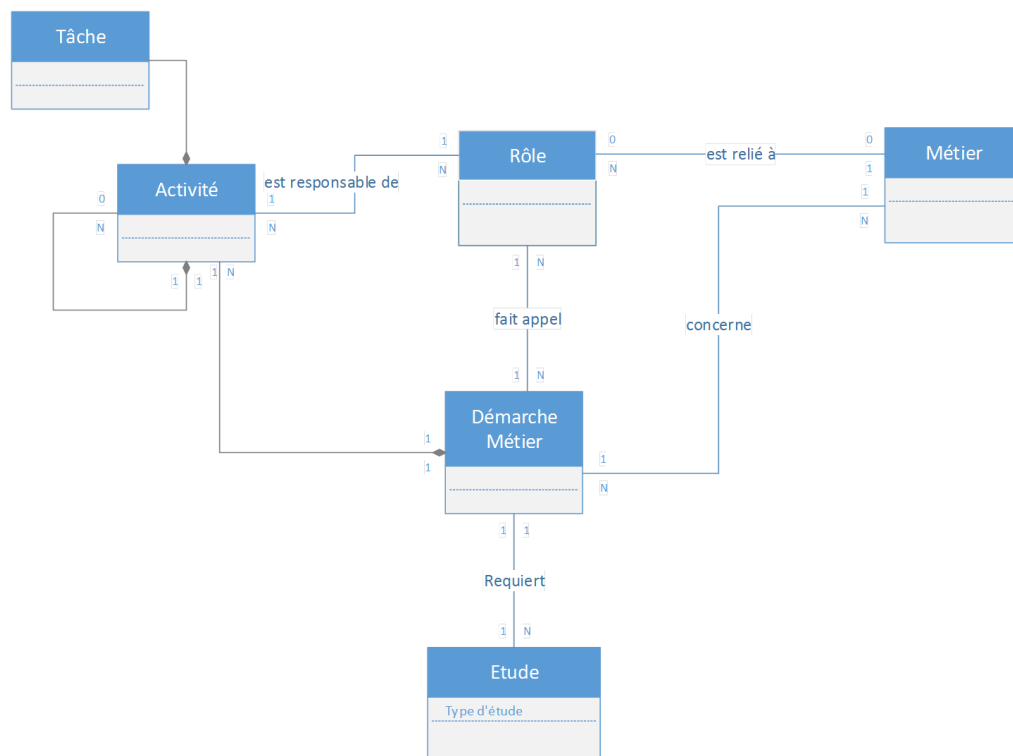 Tâche
1
Rôle
0
0
Métier
est relié à
N
N
1
Activité
est responsable de
0
1
1
N
N
N
1
1
1
N
1
N
fait appel
concerne
1
N
Démarche
Métier
1
1
1
N
1
1
Requiert
1
N
Etude
Type d'étude